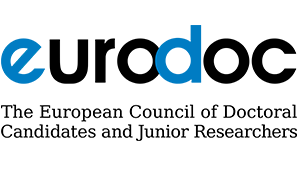 eurodoc
The European Council of Doctoral
Candidates and Junior Researchers